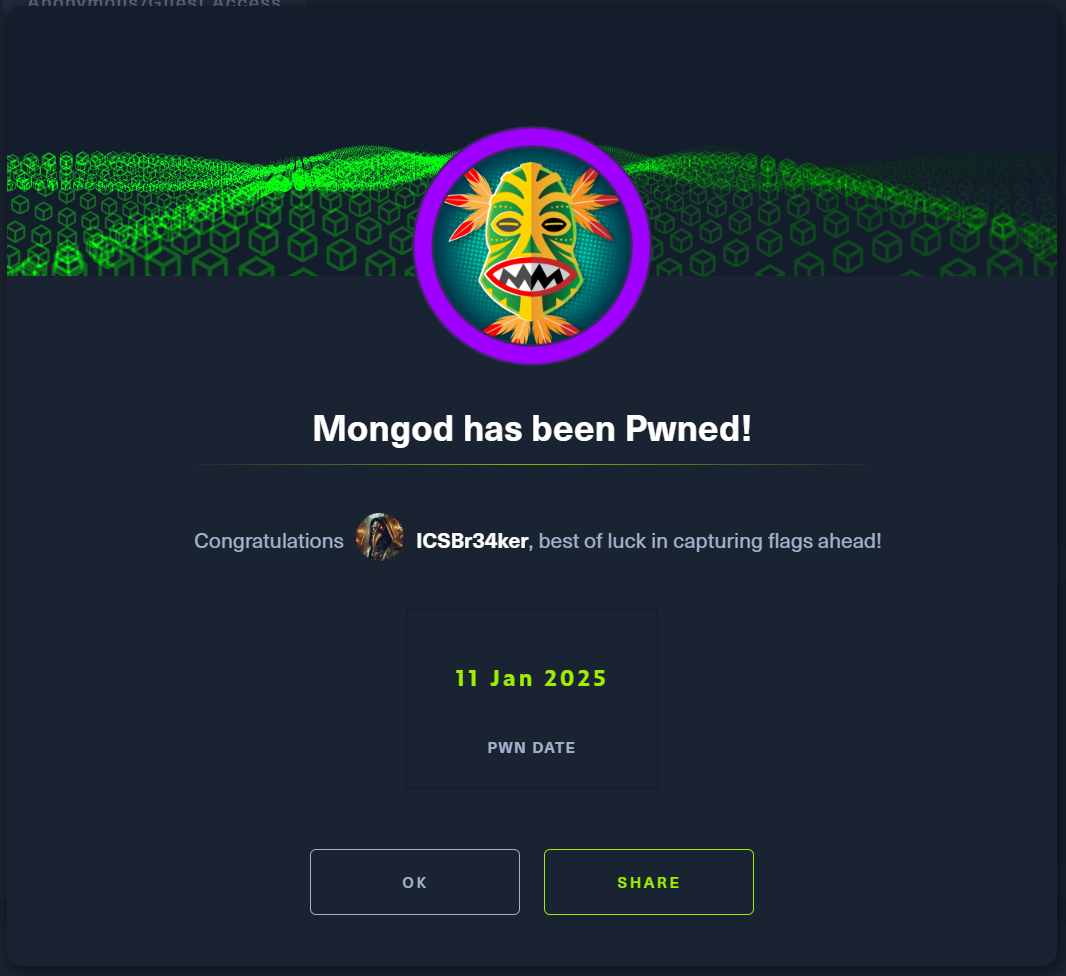 Anonymous/Guest Access
Mongod has been Pwned!
Congratulations ICSBr34ker, best of luck in capturing flags ahead!
11 Jan 2025
PWN DATE
OK
SHARE